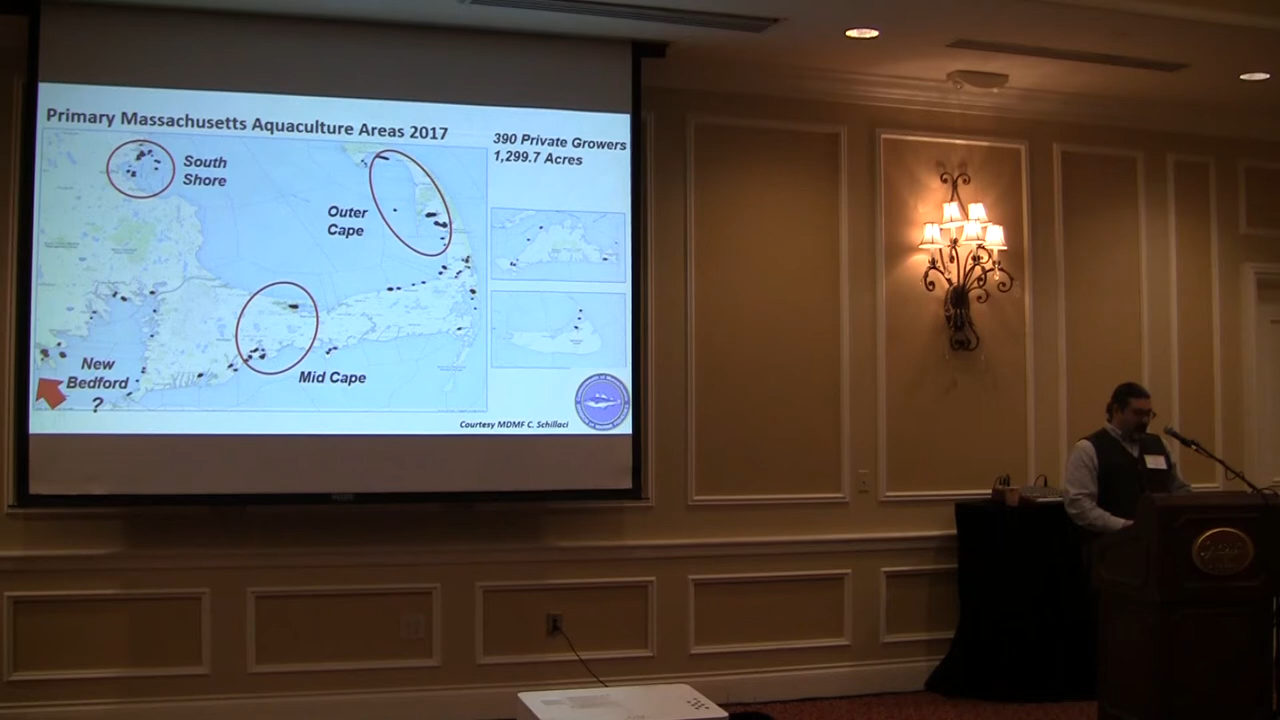 Primary Massachusetts Aquaculture Areas 2017
390 Private Growers
1,299.7 Acres
South
Shore
Outer
Cape
New
Bedford
?
Mid Cape
Courtesy MDMF C. Schillaci